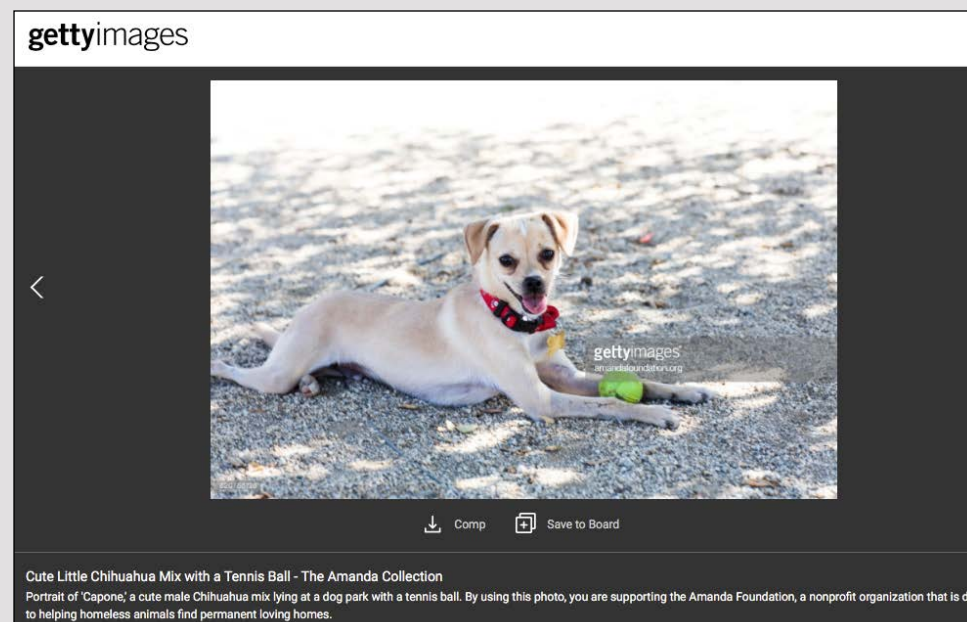 gettyimages
gettyimages®
amandafoundation.org
Comp
Save to Board
Cute Little Chihuahua Mix with a Tennis Ball - The Amanda Collection
Portrait of 'Capone,' a cute male Chihuahua mix lying at a dog park with a tennis ball. By using this photo, you are supporting the Amanda Foundation, a nonprofit organization that is d
to helping homeless animals find permanent loving homes.